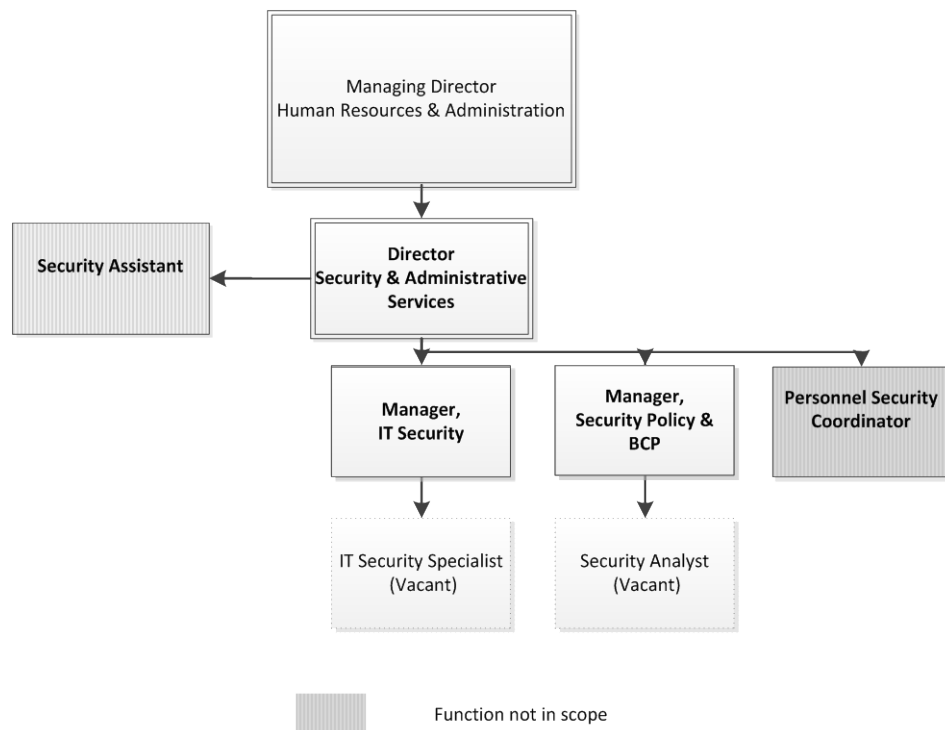 Managing Director
Human Resources & Administration
Security Assistant
Director
Security & Administrative
Services
Manager,
IT Security
Manager,
Security Policy &
BCP
Personnel Security
Coordinator
IT Security Specialist
(Vacant)
Security Analyst
(Vacant)
Function not in scope